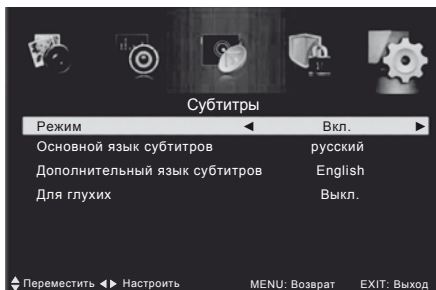 Субтитры
Режим ◀ Вкл. ▶
Основной язык субтитров русский
Дополнительный язык субтитров English
Для глухих Выкл.
Переместить ◀▶ Настроить MENU: Возврат EXIT: Выход